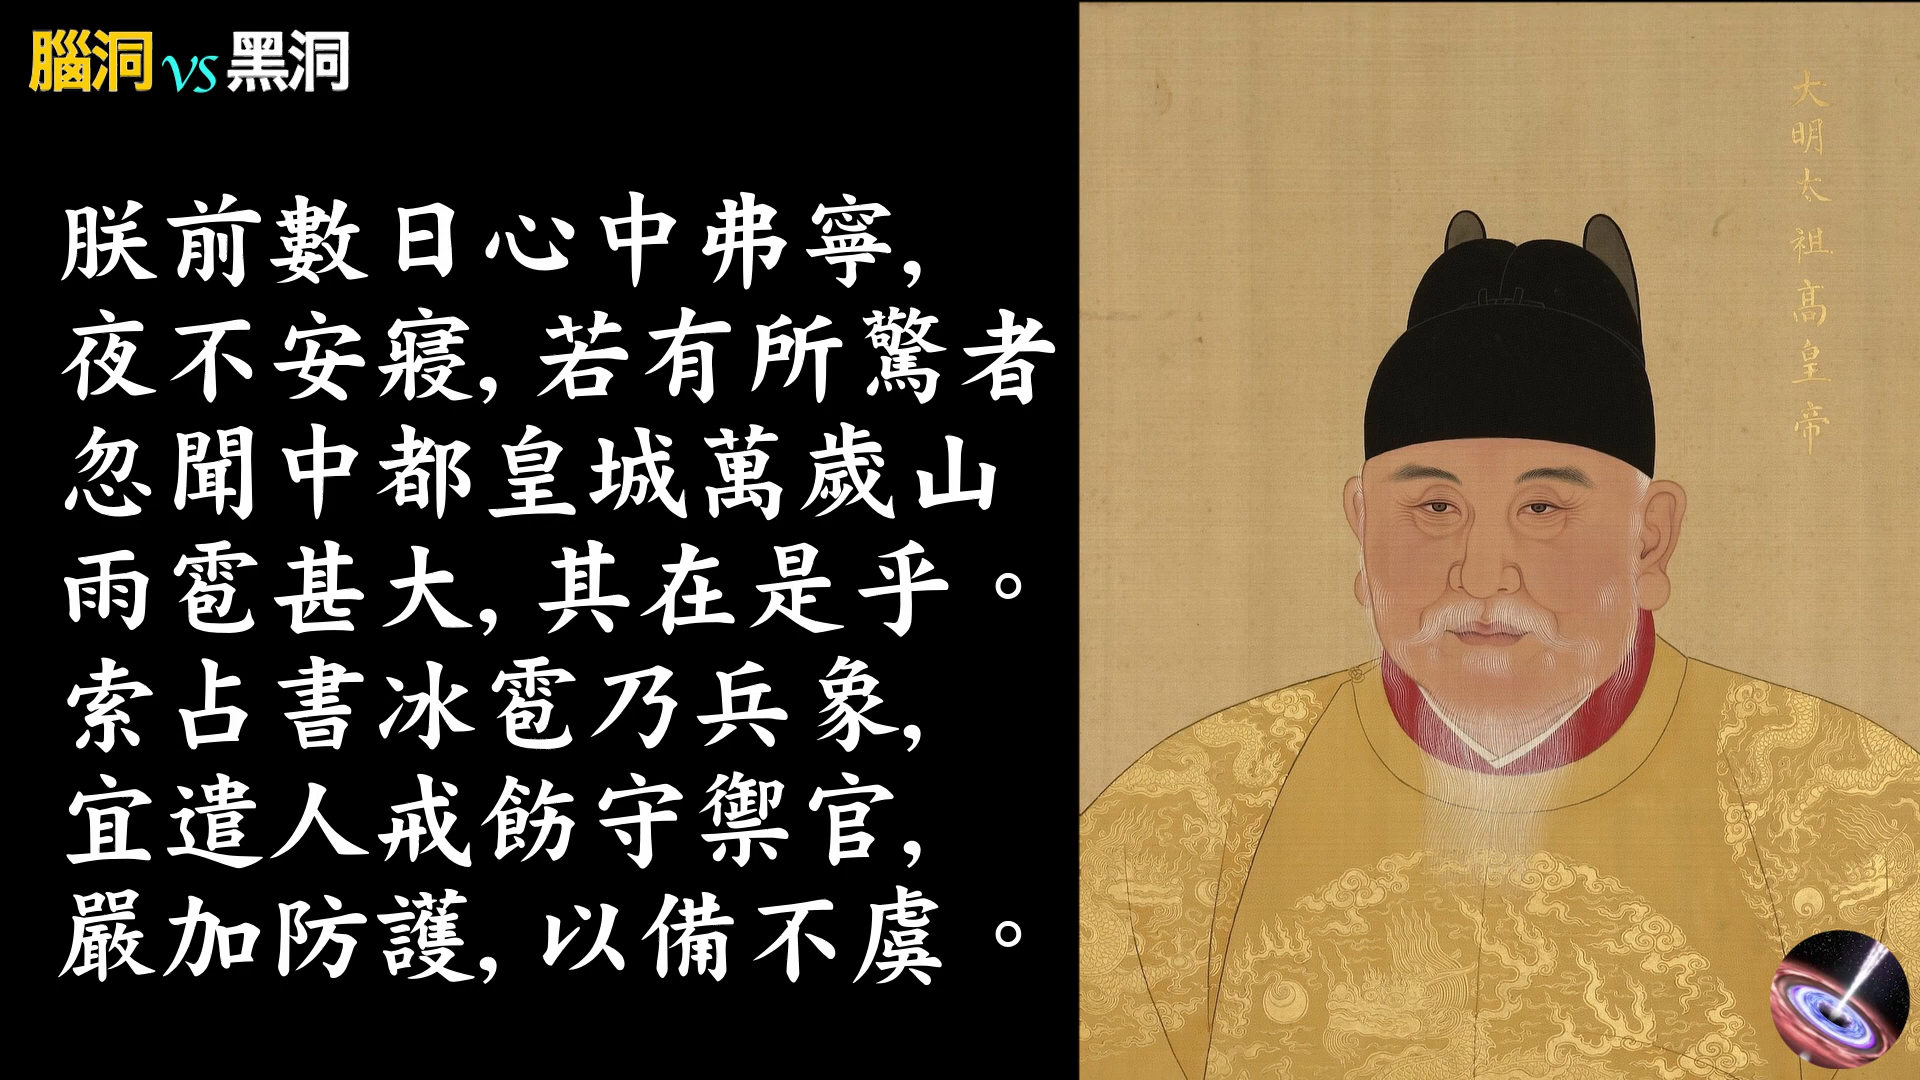 腦洞vs黑洞
朕前數日心中弗寧,
夜不安寢,若有所驚者
忽聞中都皇城萬歲山
雨雹甚大,其在是乎。
索占書冰雹乃兵象,
宜遣人戒飭守禦官,
嚴加防護,以備不虞。
大明太祖高皇帝